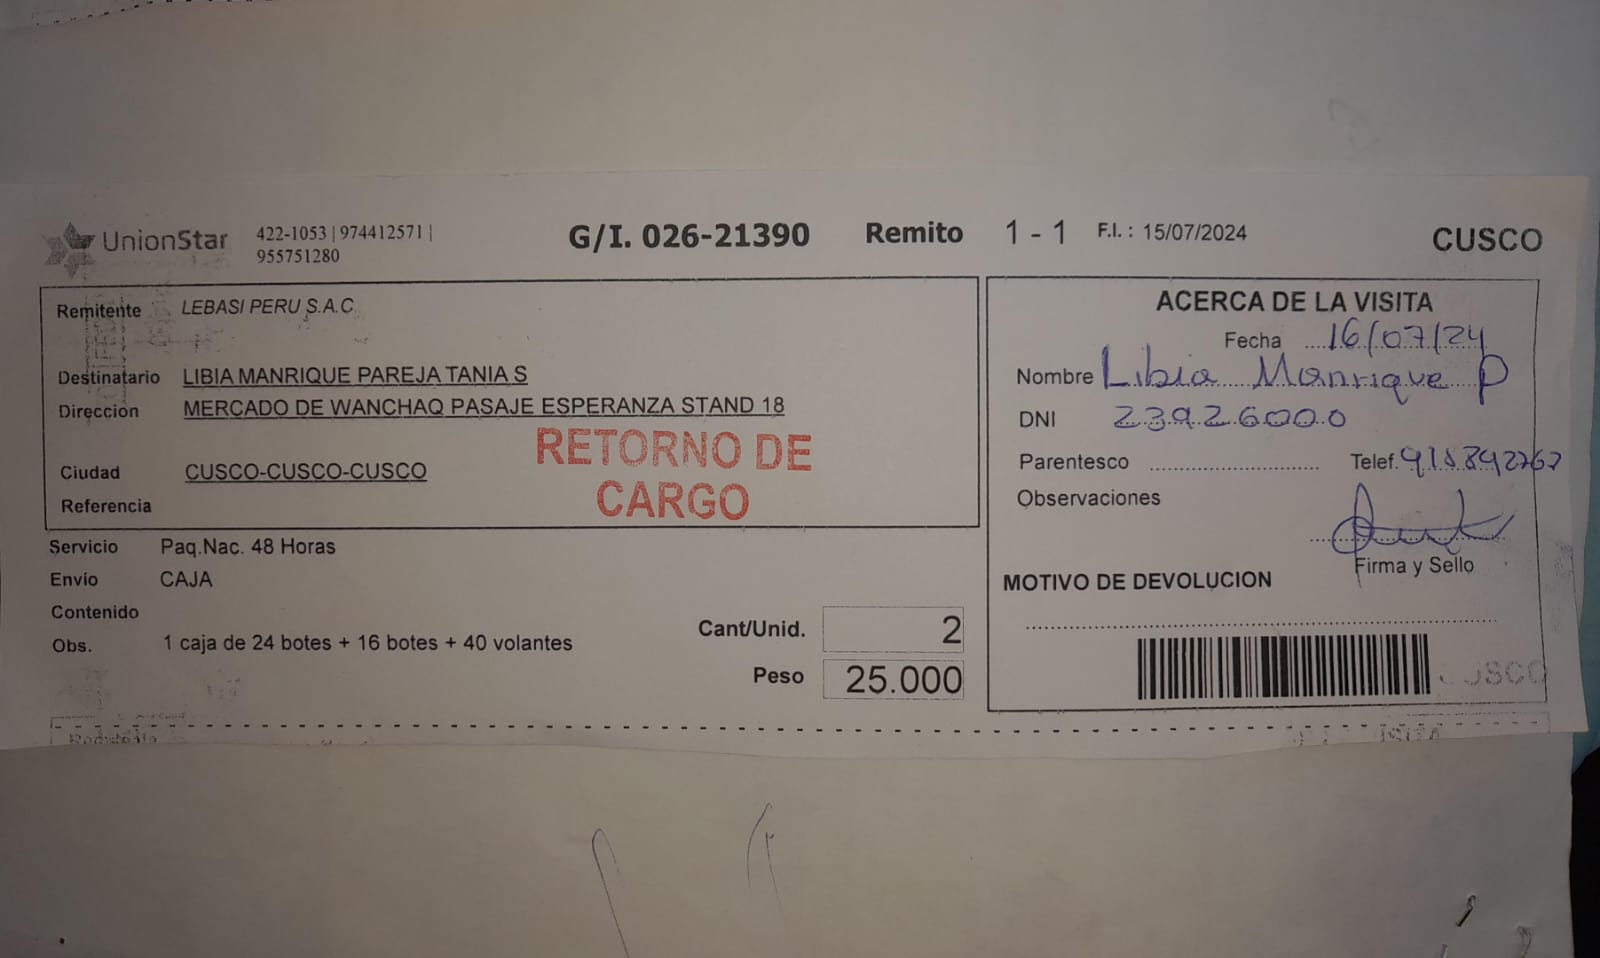 UnionStar 422-1053 | 974412571 |
955751280
G/I. 026-21390 Remito 1 - 1 F.I. : 15/07/2024 CUSCO
Remitente LEBASI PERU S.A.C
Destinatario LIBIA MANRIQUE PAREJA TANIA S
Dirección MERCADO DE WANCHAQ PASAJE ESPERANZA STAND 18
Ciudad CUSCO-CUSCO-CUSCO
Referencia
RETORNO DE
CARGO
Servicio Paq.Nac. 48 Horas
Envío CAJA
Contenido
Obs. 1 caja de 24 botes + 16 botes + 40 volantes
Cant/Unid. 2
Peso 25.000
ACERCA DE LA VISITA
Fecha 16/07/24
Nombre Libia Manrique P
DNI 23926000
Parentesco Telef. 918892767
Observaciones
Firma y Sello
MOTIVO DE DEVOLUCION
CUSCO